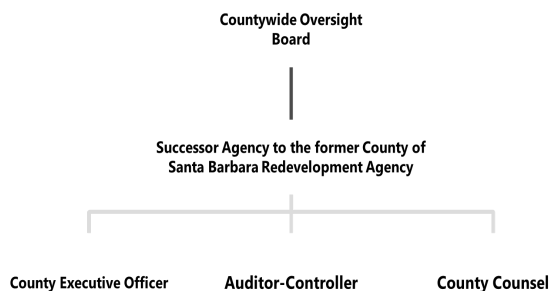 Countywide Oversight
Board
Successor Agency to the former County of
Santa Barbara Redevelopment Agency
County Executive Officer
Auditor-Controller
County Counsel